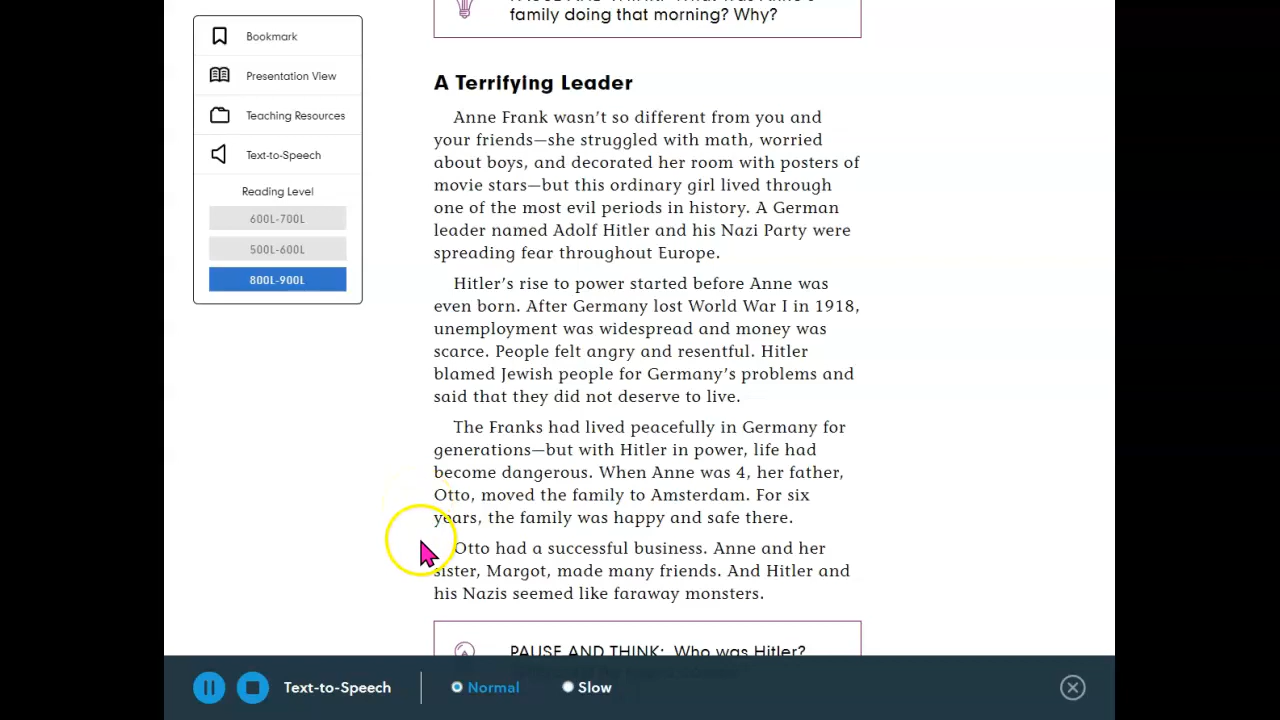 family doing that morning? Why?
Bookmark
Presentation View
Teaching Resources
Text-to-Speech
Reading Level
600L-700L
500L-600L
800L-900L
A Terrifying Leader
Anne Frank wasn't so different from you and
your friends—she struggled with math, worried
about boys, and decorated her room with posters of
movie stars—but this ordinary girl lived through
one of the most evil periods in history. A German
leader named Adolf Hitler and his Nazi Party were
spreading fear throughout Europe.
Hitler's rise to power started before Anne was
even born. After Germany lost World War I in 1918,
unemployment was widespread and money was
scarce. People felt angry and resentful. Hitler
blamed Jewish people for Germany's problems and
said that they did not deserve to live.
The Franks had lived peacefully in Germany for
generations—but with Hitler in power, life had
become dangerous. When Anne was 4, her father,
Otto, moved the family to Amsterdam. For six
years, the family was happy and safe there.
Otto had a successful business. Anne and her
sister, Margot, made many friends. And Hitler and
his Nazis seemed like faraway monsters.
PAUSE AND THINK: Who was Hitler?
Text-to-Speech
Normal
Slow